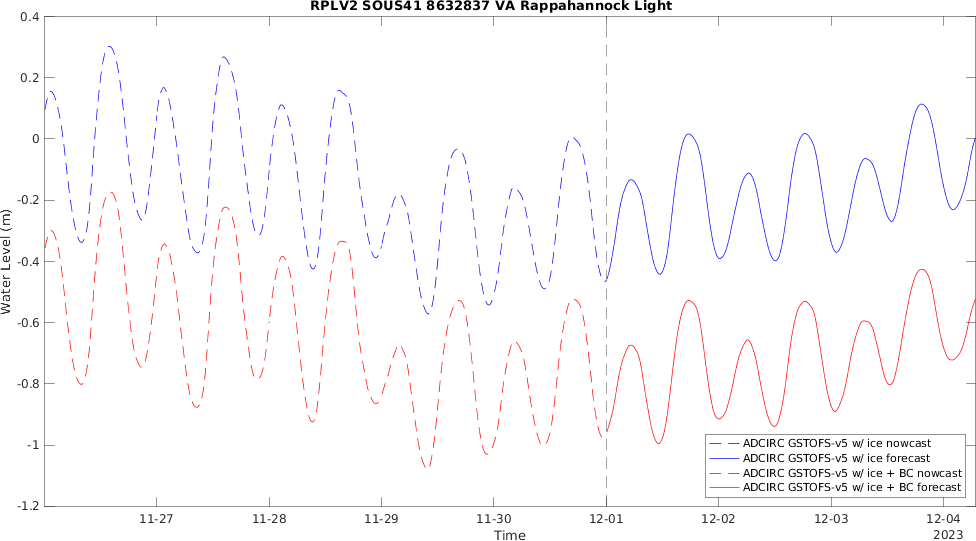 RPLV2 SOUS41 8632837 VA Rappahannock Light
0.4
0.2
0
-0.2
-0.4
-0.6
-0.8
-1
-1.2
Water Level (m)
ADCIRC GSTOFS-v5 w/ ice nowcast
ADCIRC GSTOFS-v5 w/ ice forecast
ADCIRC GSTOFS-v5 w/ ice + BC nowcast
ADCIRC GSTOFS-v5 w/ ice + BC forecast
11-27 11-28 11-29 11-30 12-01 12-02 12-03 12-04
Time 2023